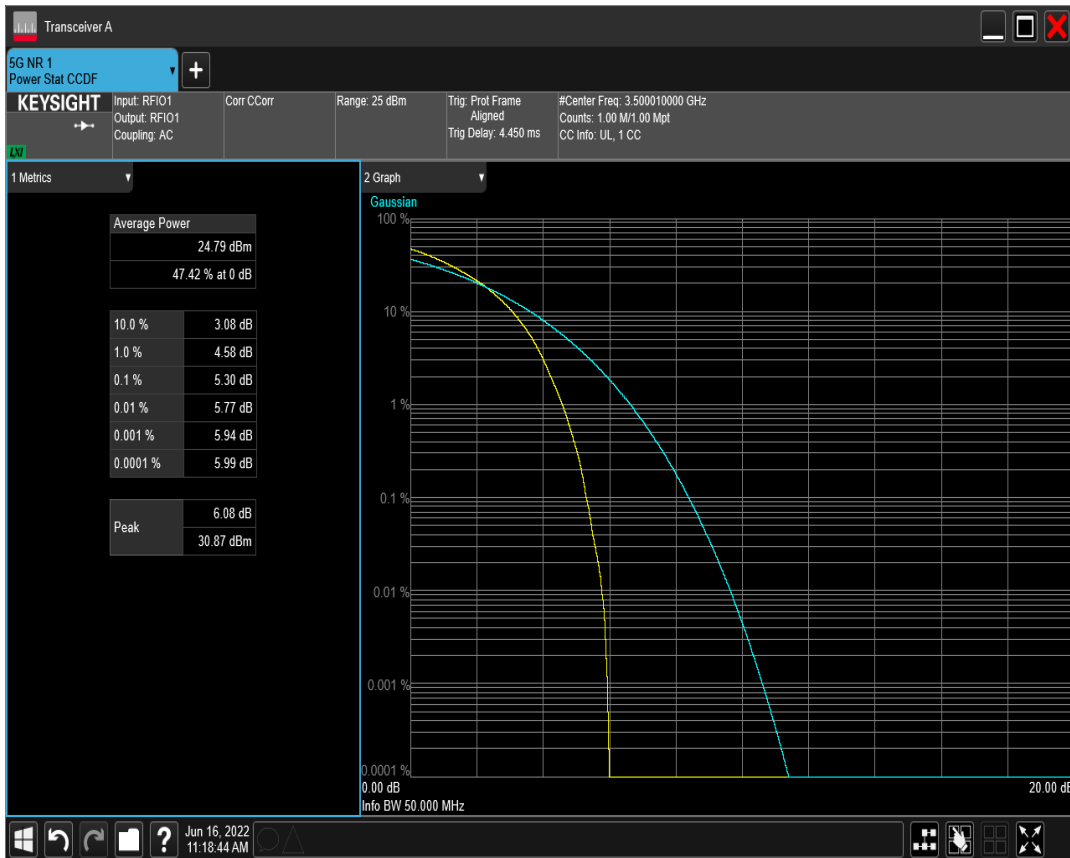 Transceiver A
5G NR 1
Power Stat CCDF
+
KEYSIGHT
LXI
Input: RFIO1
Output: RFIO1
Coupling: AC
Corr CCorr
Range: 25 dBm
Trig: Prot Frame
Aligned
Trig Delay: 4.450 ms
#Center Freq: 3.500010000 GHz
Counts: 1.00 M/1.00 Mpt
CC Info: UL, 1 CC
1 Metrics
Average Power
24.79 dBm
47.42 % at 0 dB
10.0 % 3.08 dB
1.0 % 4.58 dB
0.1 % 5.30 dB
0.01 % 5.77 dB
0.001 % 5.94 dB
0.0001 % 5.99 dB
Peak
6.08 dB
30.87 dBm
2 Graph
Gaussian
100 %
10 %
1 %
0.1 %
0.01 %
0.001 %
0.0001 %
0.00 dB 20.00 dB
Info BW 50.000 MHz
?
Jun 16, 2022
11:18:44 AM